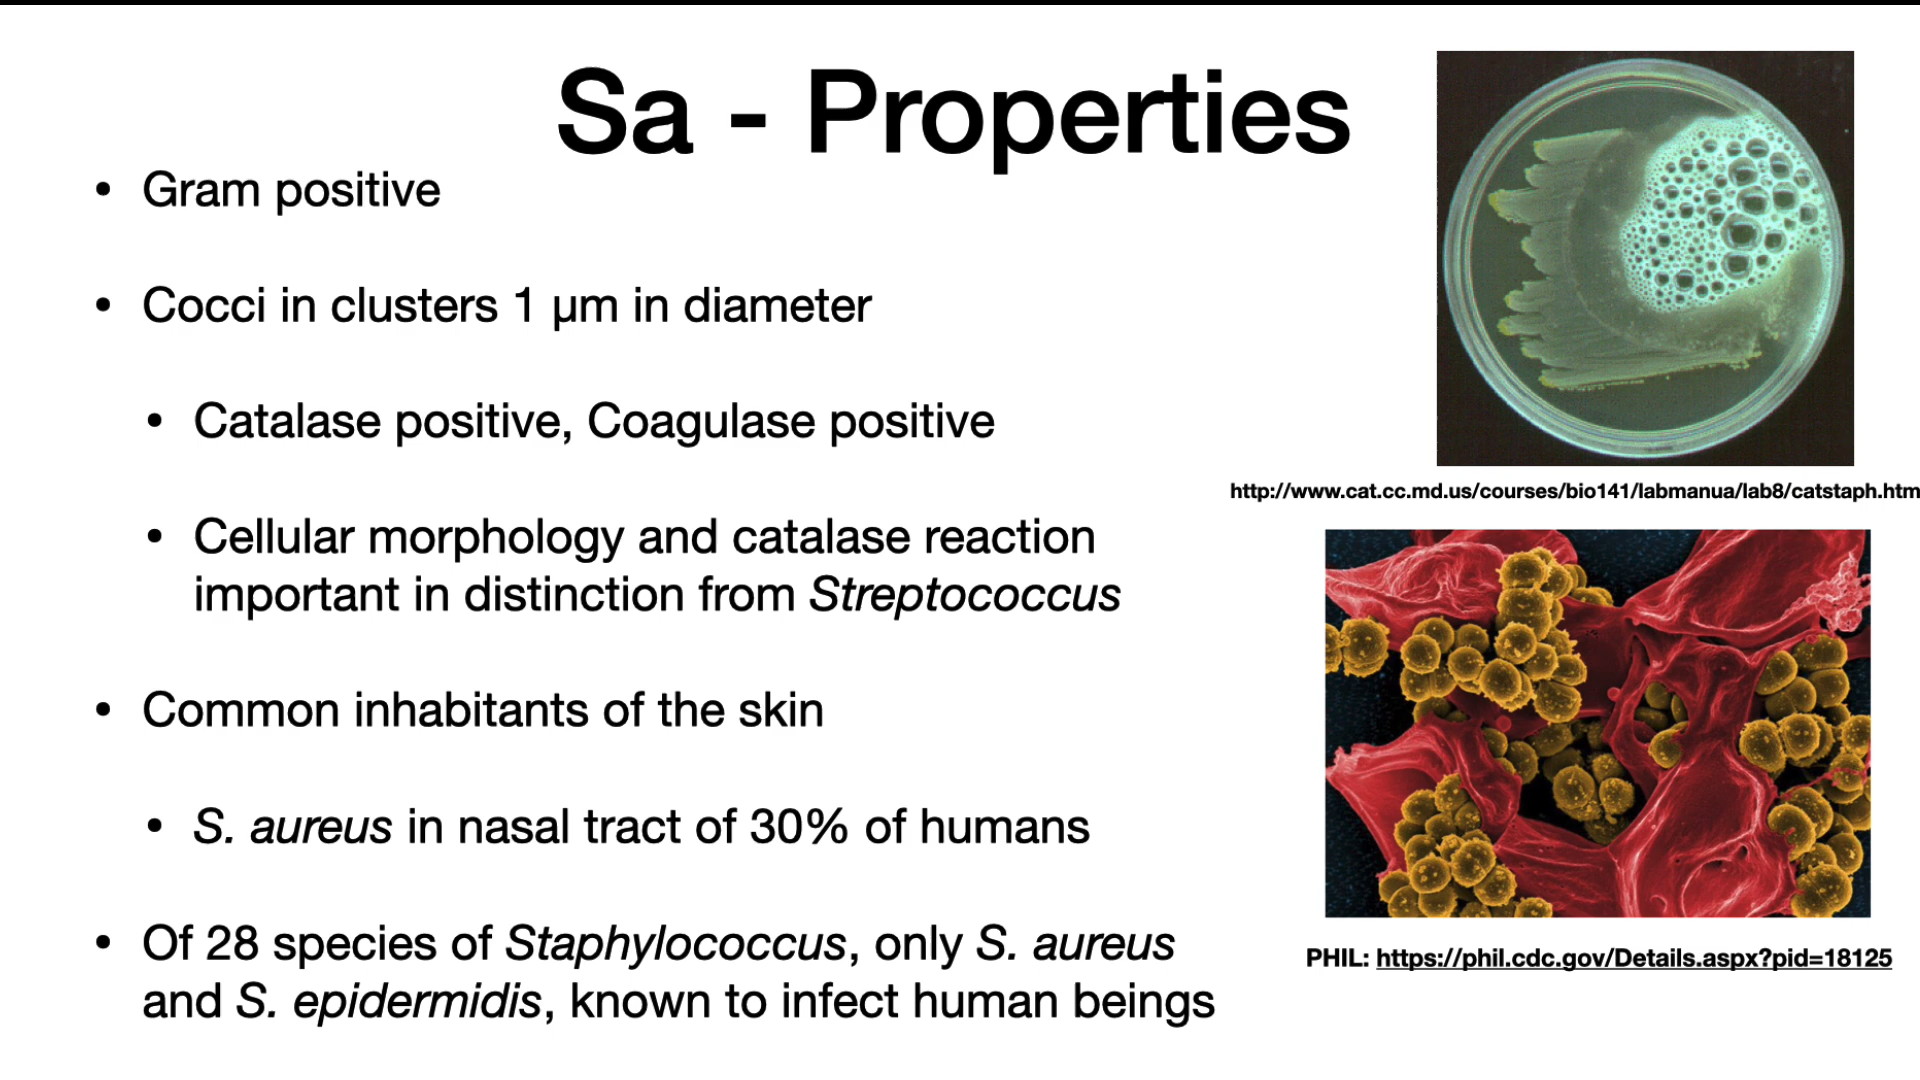 Sa - Properties
• Gram positive
• Cocci in clusters 1 µm in diameter
• Catalase positive, Coagulase positive
• Cellular morphology and catalase reaction
important in distinction from Streptococcus
• Common inhabitants of the skin
• S. aureus in nasal tract of 30% of humans
• Of 28 species of Staphylococcus, only S. aureus
and S. epidermidis, known to infect human beings
http://www.cat.cc.md.us/courses/bio141/labmanua/lab8/catstaph.htm
PHIL: https://phil.cdc.gov/Details.aspx?pid=18125